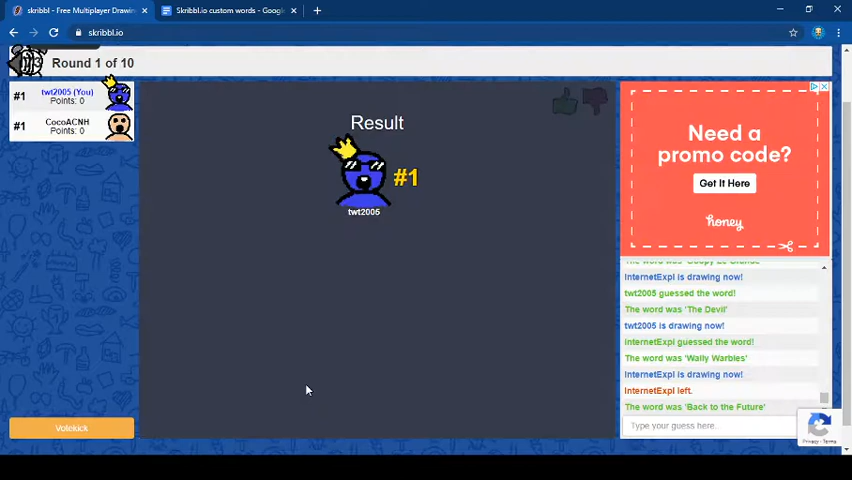 skribbl - Free Multiplayer Drawin
Skribbl.io custom words - Google
skribbl.io
Round 1 of 10
#1
twt2005 (You)
Points: 0
#1
CocoACNH
Points: 0
Result
#1
twt2005
Need a
promo code?
Get It Here
honey
InternetExpl is drawing now!
twt2005 guessed the word!
The word was 'The Devil'
twt2005 is drawing now!
InternetExpl guessed the word!
The word was 'Wally Warbles'
InternetExpl is drawing now!
InternetExpl left.
The word was 'Back to the Future'
Type your guess here..
Votekick
Privacy - Terms